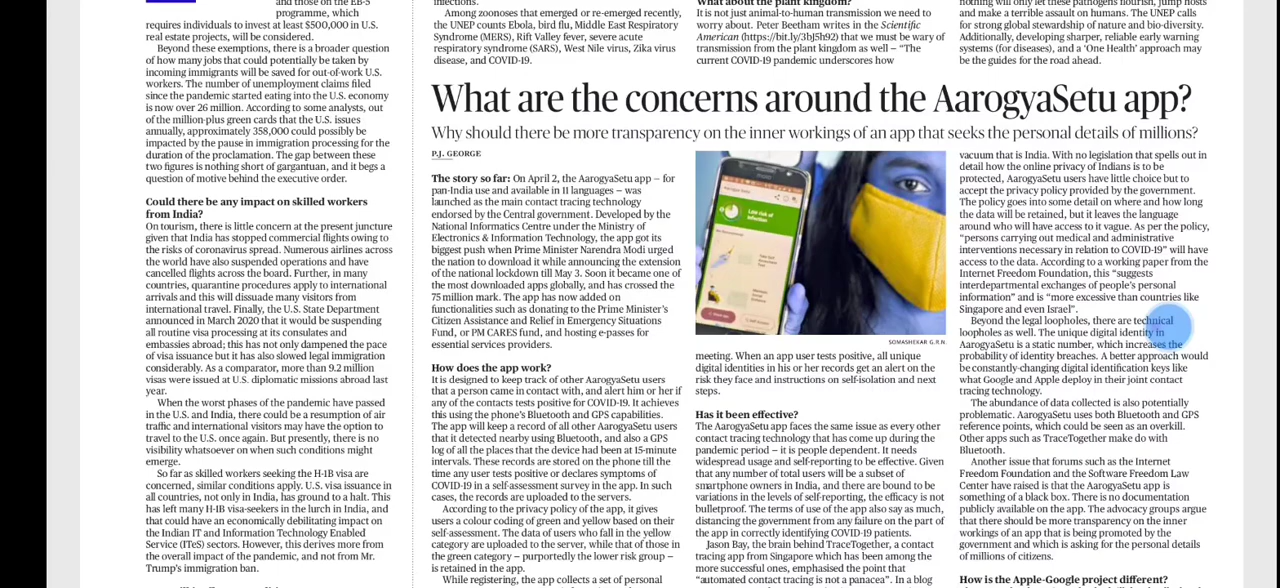 and those on the EB-5
programme, which
requires individuals to invest at least $500,000 in U.S.
real estate projects, will be considered.
Beyond these exemptions, there is a broader question
of how many jobs that could potentially be taken by
incoming immigrants will be saved for out-of-work U.S.
workers. The number of unemployment claims filed
since the pandemic started eating into the U.S. economy
is now over 26 million. According to some analysts, out
of the million-plus green cards that the U.S. issues
annually, approximately 358,000 could possibly be
impacted by the pause in immigration processing for the
duration of the proclamation. The gap between these
two figures is nothing short of gargantuan, and it begs a
question of motive behind the executive order.
Could there be any impact on skilled workers
from India?
On tourism, there is little concern at the present juncture
given that India has stopped commercial flights owing to
the risks of coronavirus spread. Numerous airlines across
the world have also suspended operations and have
cancelled flights across the board. Further, in many
countries, quarantine procedures apply to international
arrivals and this will dissuade many visitors from
international travel. Finally, the U.S. State Department
announced in March 2020 that it would be suspending
all routine visa processing at its consulates and
embassies abroad; this has not only dampened the pace
of visa issuance but it has also slowed legal immigration
considerably. As a comparator, more than 9.2 million
visas were issued at U.S. diplomatic missions abroad last
year.
When the worst phases of the pandemic have passed
in the U.S. and India, there could be a resumption of air
traffic and international visitors may have the option to
travel to the U.S. once again. But presently, there is no
visibility whatsoever on when such conditions might
emerge.
So far as skilled workers seeking the H-1B visa are
concerned, similar conditions apply. U.S. visa issuance in
all countries, not only in India, has ground to a halt. This
has left many H-1B visa-seekers in the lurch in India, and
that could have an economically debilitating impact on
the Indian IT and Information Technology Enabled
Service (ITeS) sectors. However, this derives more from
the overall impact of the pandemic, and not from Mr.
Trump's immigration ban.
infections.
Among zoonoses that emerged or re-emerged recently,
the UNEP counts Ebola, bird flu, Middle East Respiratory
Syndrome (MERS), Rift Valley fever, severe acute
respiratory syndrome (SARS), West Nile virus, Zika virus
disease, and COVID-19.
What about the plant kingdom?
It is not just animal-to-human transmission we need to
worry about. Peter Beetham writes in the Scientific
American (https://bit.ly/3bJ5h92) that we must be wary of
transmission from the plant kingdom as well — "The
current COVID-19 pandemic underscores how
nothing will only let these pathogens flourish, jump hosts
and make a terrible assault on humans. The UNEP calls
for strong global stewardship of nature and bio-diversity.
Additionally, developing sharper, reliable early warning
systems (for diseases), and a 'One Health' approach may
be the guides for the road ahead.
What are the concerns around the AarogyaSetu app?
Why should there be more transparency on the inner workings of an app that seeks the personal details of millions?
P.J. GEORGE
The story so far: On April 2, the AarogyaSetu app — for
pan-India use and available in 11 languages — was
launched as the main contact tracing technology
endorsed by the Central government. Developed by the
National Informatics Centre under the Ministry of
Electronics & Information Technology, the app got its
biggest push when Prime Minister Narendra Modi urged
the nation to download it while announcing the extension
of the national lockdown till May 3. Soon it became one of
the most downloaded apps globally, and has crossed the
75 million mark. The app has now added on
functionalities such as donating to the Prime Minister's
Citizen Assistance and Relief in Emergency Situations
Fund, or PM CARES fund, and hosting e-passes for
essential services providers.
How does the app work?
It is designed to keep track of other AarogyaSetu users
that a person came in contact with, and alert him or her if
any of the contacts tests positive for COVID-19. It achieves
this using the phone's Bluetooth and GPS capabilities.
The app will keep a record of all other AarogyaSetu users
that it detected nearby using Bluetooth, and also a GPS
log of all the places that the device had been at 15-minute
intervals. These records are stored on the phone till the
time any user tests positive or declares symptoms of
COVID-19 in a self-assessment survey in the app. In such
cases, the records are uploaded to the servers.
According to the privacy policy of the app, it gives
users a colour coding of green and yellow based on their
self-assessment. The data of users who fall in the yellow
category are uploaded to the server, while that of those in
the green category — purportedly the lower risk group —
is retained in the app.
While registering, the app collects a set of personal
Low risk of
Infection
SOMASHEKAR G.R.N.
meeting. When an app user tests positive, all unique
digital identities in his or her records get an alert on the
risk they face and instructions on self-isolation and next
steps.
Has it been effective?
The AarogyaSetu app faces the same issue as every other
contact tracing technology that has come up during the
pandemic period — it is people dependent. It needs
widespread usage and self-reporting to be effective. Given
that any number of total users will be a subset of
smartphone owners in India, and there are bound to be
variations in the levels of self-reporting, the efficacy is not
bulletproof. The terms of use of the app also say as much,
distancing the government from any failure on the part of
the app in correctly identifying COVID-19 patients.
Jason Bay, the brain behind TraceTogether, a contact
tracing app from Singapore which has been among the
more successful ones, emphasised the point that
"automated contact tracing is not a panacea". In a blog
vacuum that is India. With no legislation that spells out in
detail how the online privacy of Indians is to be
protected, AarogyaSetu users have little choice but to
accept the privacy policy provided by the government.
The policy goes into some detail on where and how long
the data will be retained, but it leaves the language
around who will have access to it vague. As per the policy,
"persons carrying out medical and administrative
interventions necessary in relation to COVID-19" will have
access to the data. According to a working paper from the
Internet Freedom Foundation, this "suggests
interdepartmental exchanges of people's personal
information" and is "more excessive than countries like
Singapore and even Israel".
Beyond the legal loopholes, there are technical
loopholes as well. The unique digital identity in
AarogyaSetu is a static number, which increases the
probability of identity breaches. A better approach would
be constantly-changing digital identification keys like
what Google and Apple deploy in their joint contact
tracing technology.
The abundance of data collected is also potentially
problematic. AarogyaSetu uses both Bluetooth and GPS
reference points, which could be seen as an overkill.
Other apps such as TraceTogether make do with
Bluetooth.
Another issue that forums such as the Internet
Freedom Foundation and the Software Freedom Law
Center have raised is that the AarogyaSetu app is
something of a black box. There is no documentation
publicly available on the app. The advocacy groups argue
that there should be more transparency on the inner
workings of an app that is being promoted by the
government and which is asking for the personal details
of millions of citizens.
How is the Apple-Google project different?